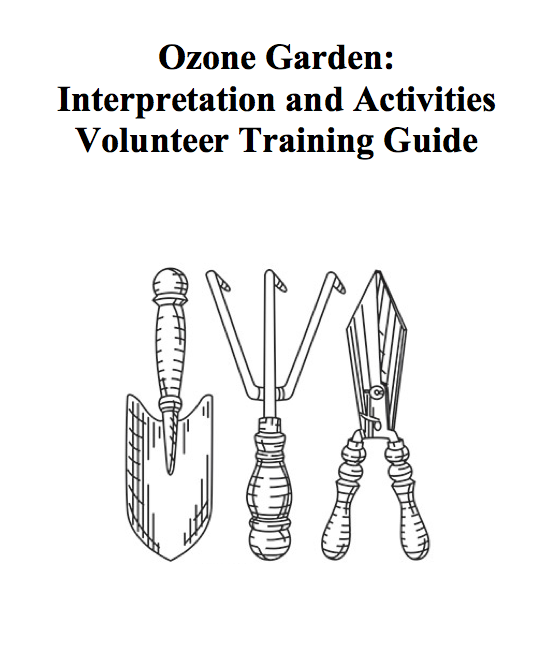 Ozone Garden:
Interpretation and Activities
Volunteer Training Guide